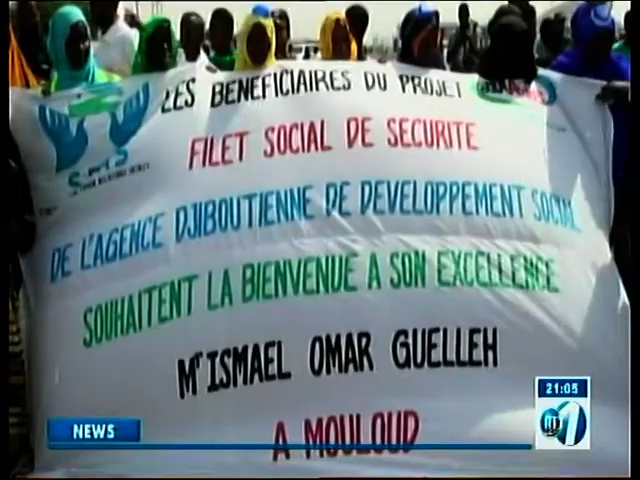 LES BENEFICIAIRES DU PROJET
FILET SOCIAL DE SECURITE
DE L'AGENCE DJIBOUTIENNE DE DEVELOPPEMENT SOCIAL
SOUHAITENT LA BIENVENUE A SON EXCELLENCE
Mr ISMAEL OMAR GUELLEH
A MOULOUD
21:05
NEWS
1